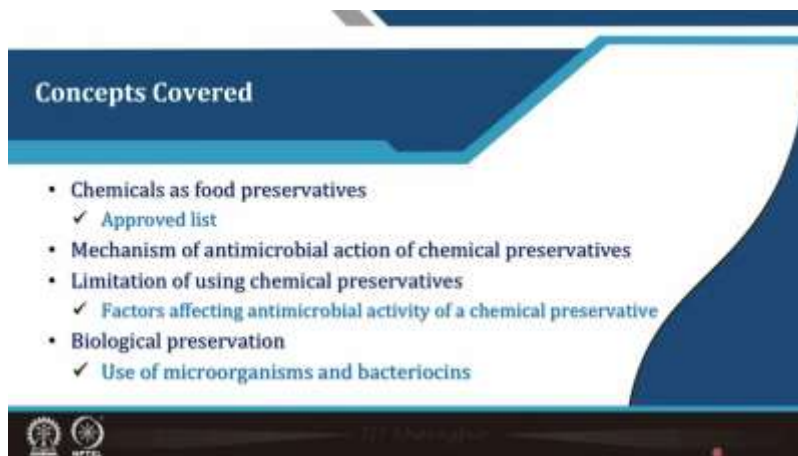 Concepts Covered
• Chemicals as food preservatives
✓ Approved list
• Mechanism of antimicrobial action of chemical preservatives
• Limitation of using chemical preservatives
✓ Factors affecting antimicrobial activity of a chemical preservative
• Biological preservation
✓ Use of microorganisms and bacteriocins
NPTEL